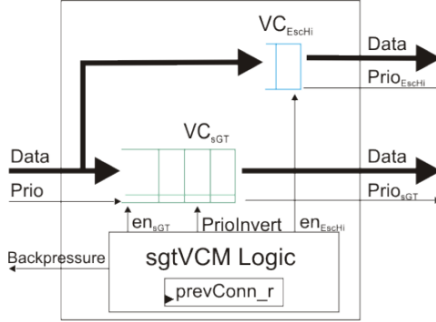 VC_EscHi
Data
Prio_EscHi
VC_sGT
Data
Data
Prio
Prio_sGT
en_sGT
PrioInvert
en_EscHi
Backpressure
sgtVCM Logic
prevConn_r